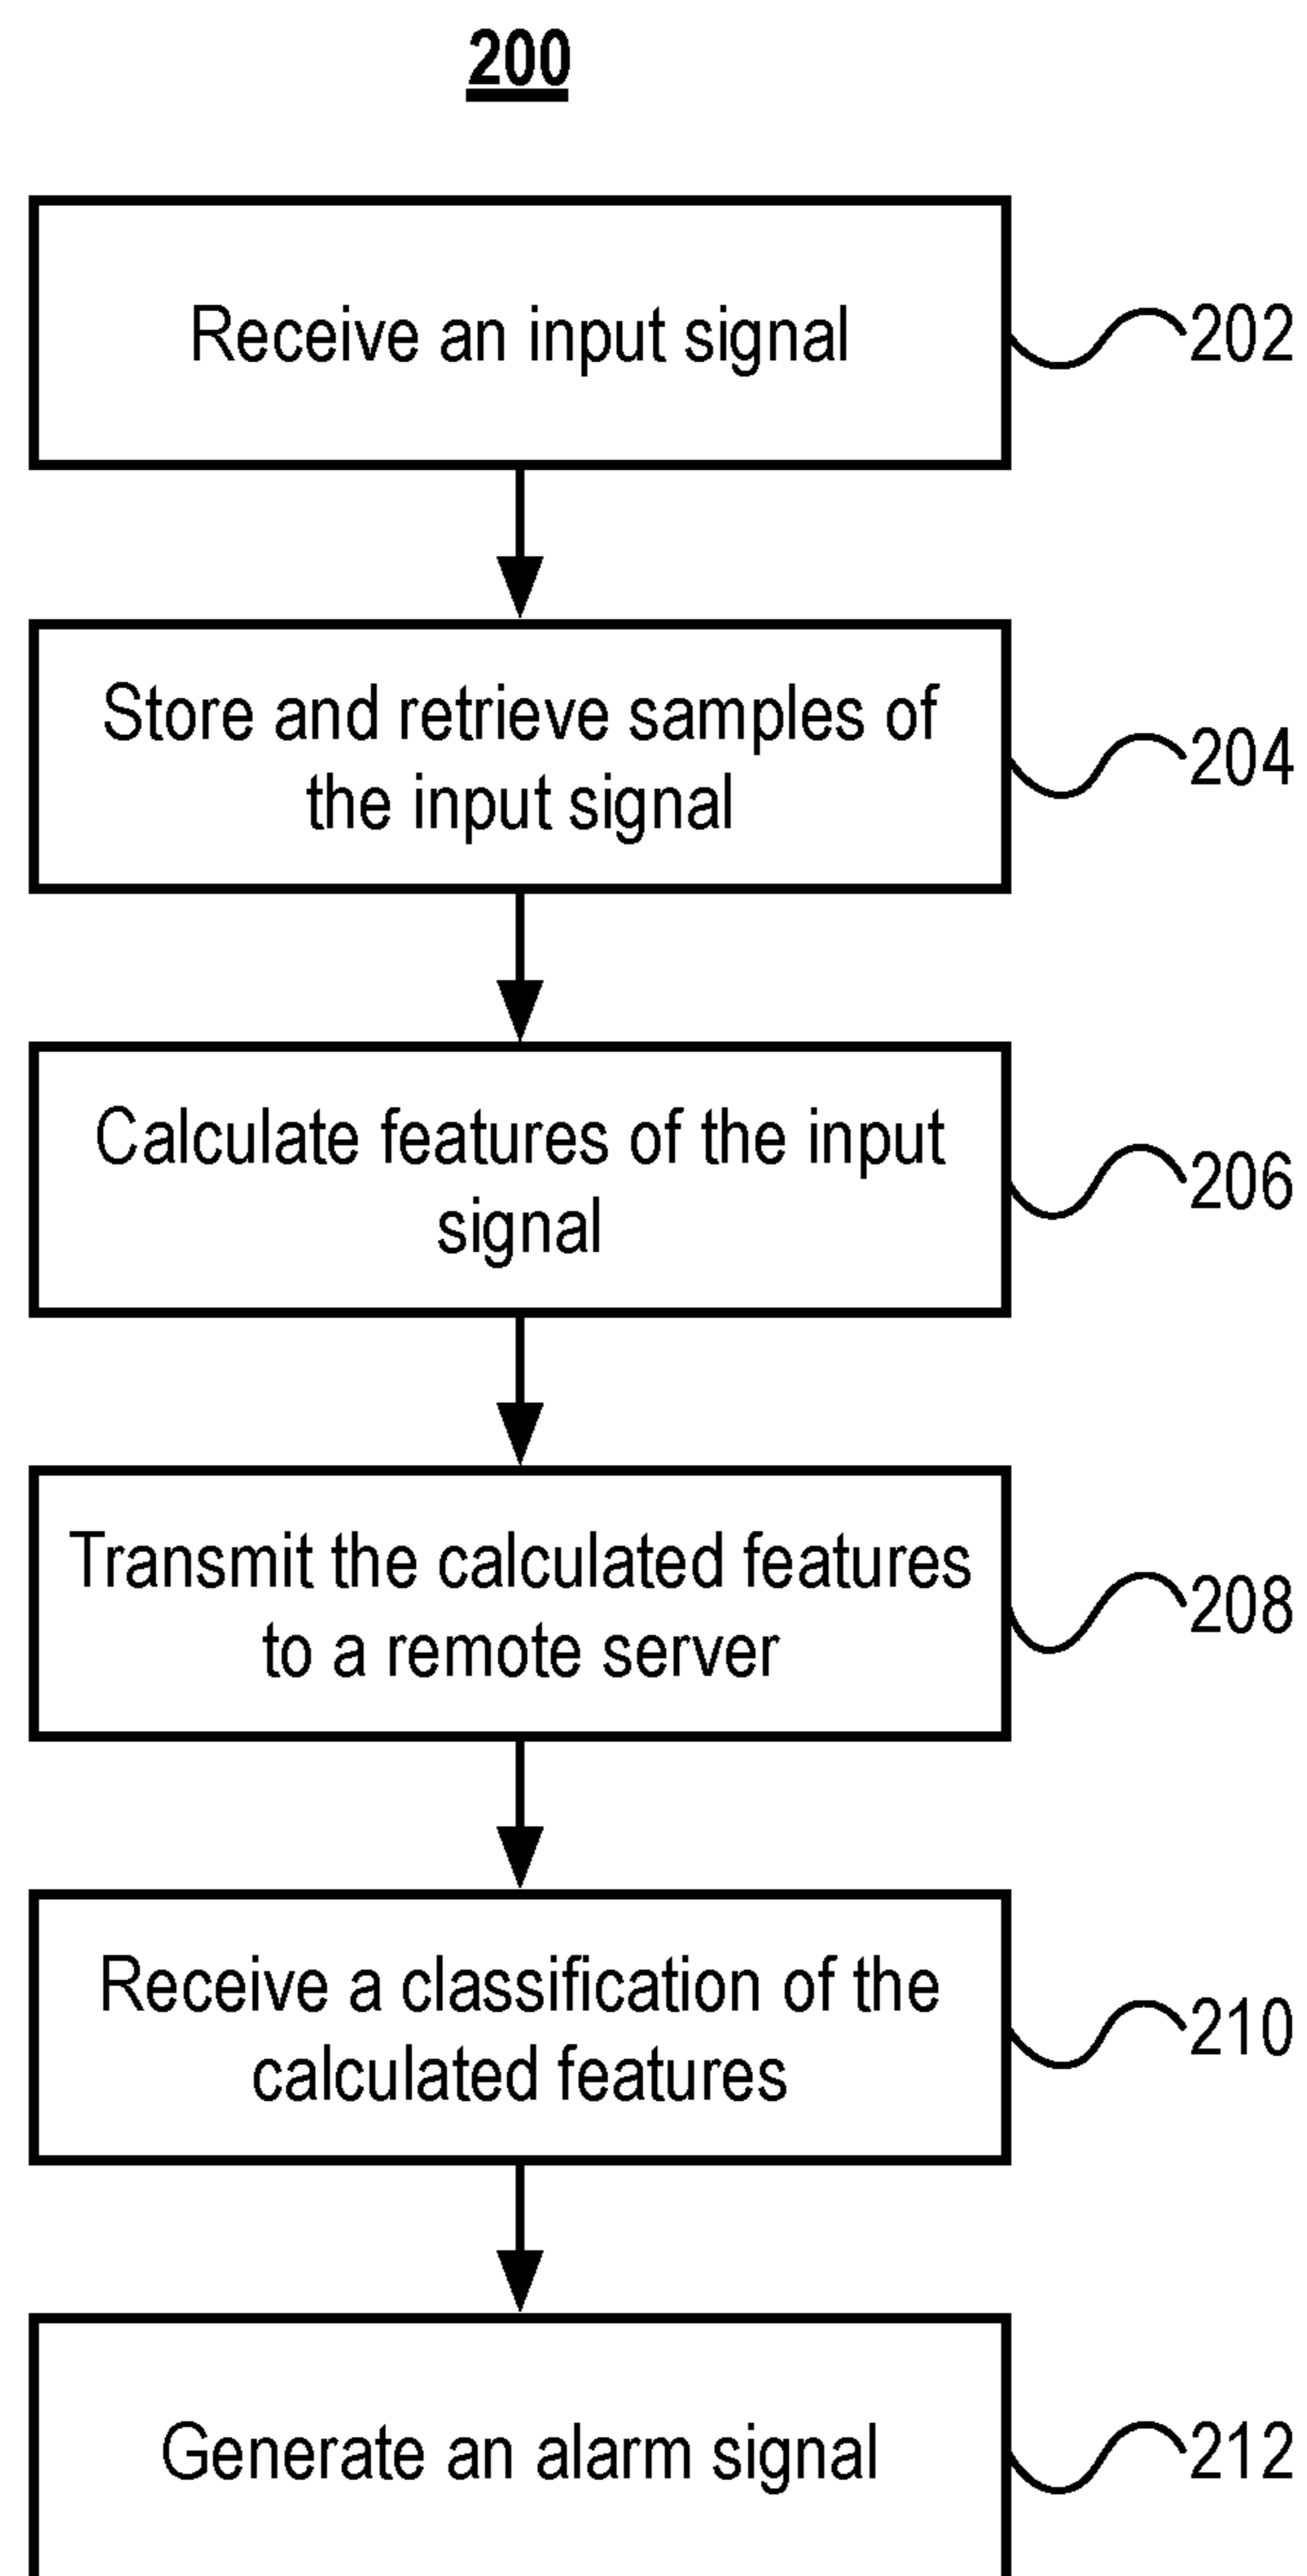 200
Receive an input signal
202
Store and retrieve samples of
the input signal
204
Calculate features of the input
signal
206
Transmit the calculated features
to a remote server
208
Receive a classification of the
calculated features
210
Generate an alarm signal
212